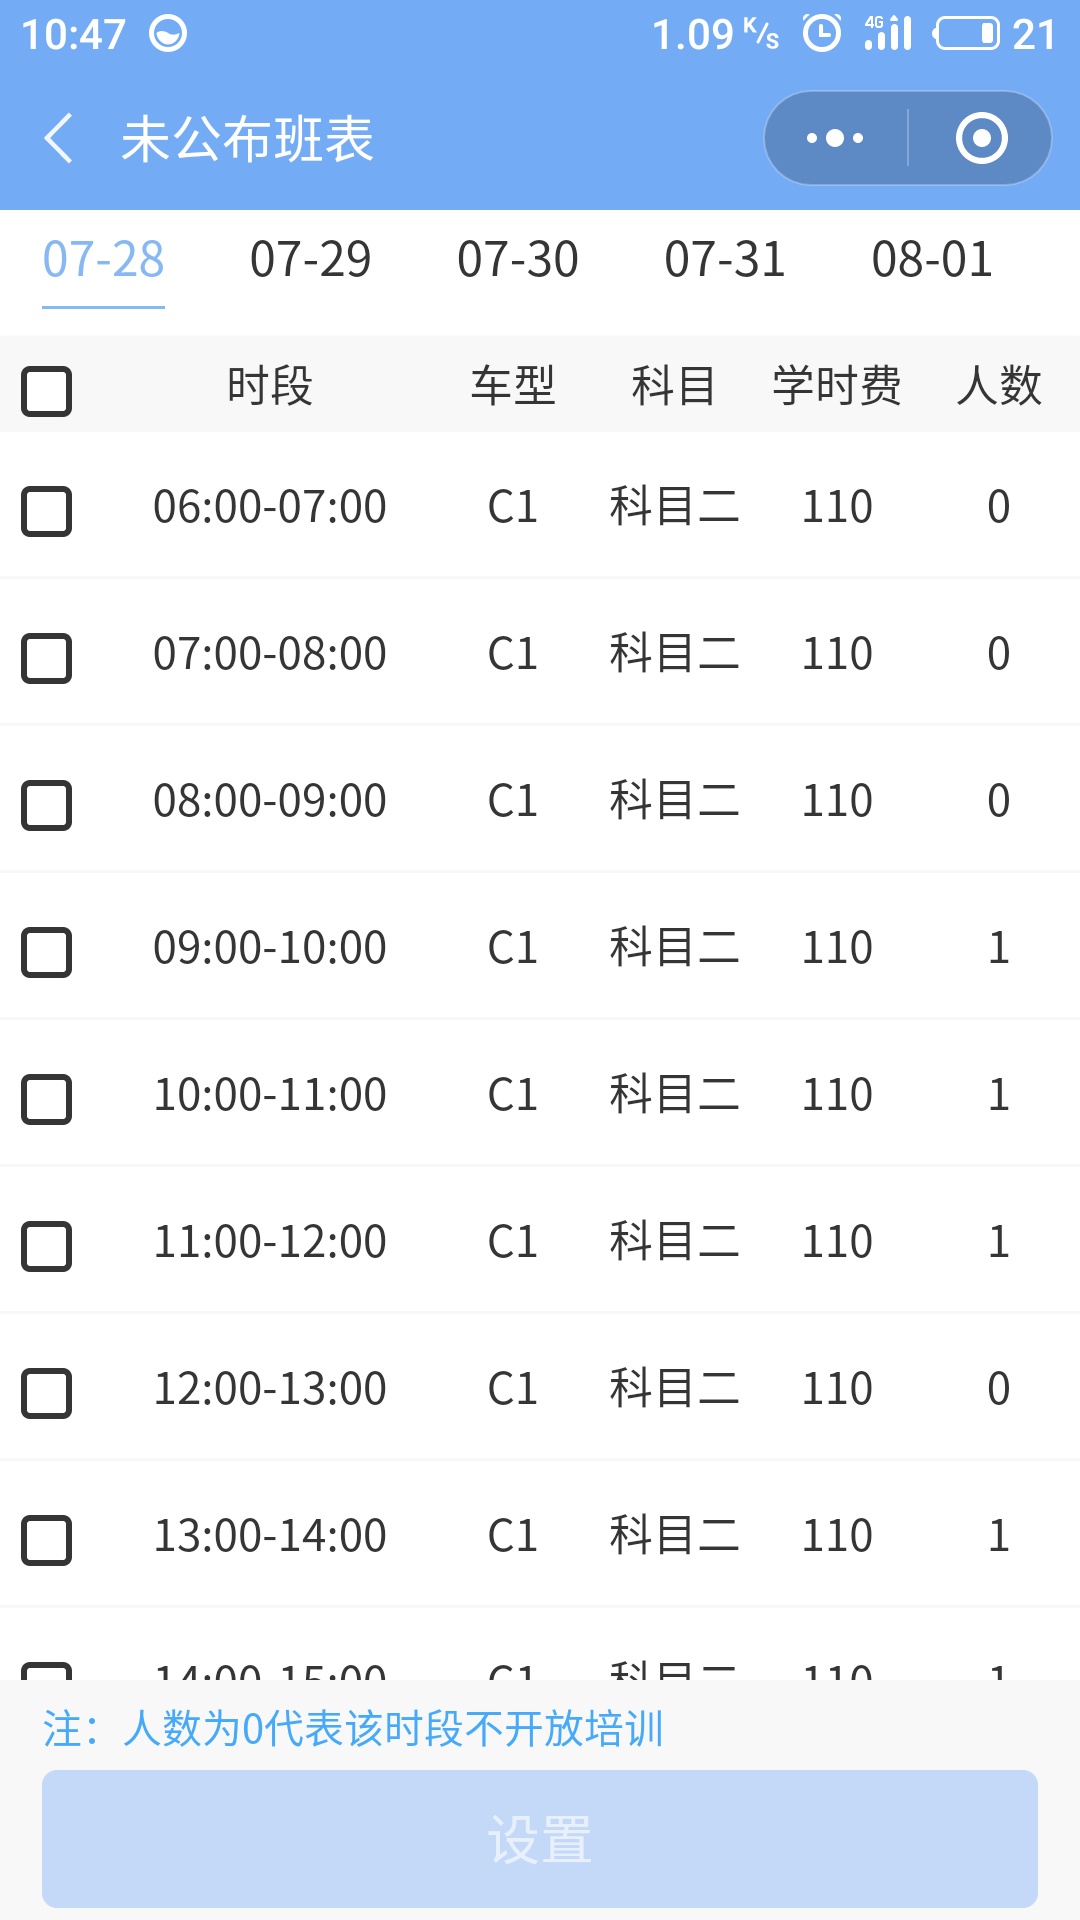 10:47 1.09 K/s 4G 21
未公布班表
07-28 07-29 07-30 07-31 08-01
时段 车型 科目 学时费 人数
06:00-07:00 C1 科目二 110 0
07:00-08:00 C1 科目二 110 0
08:00-09:00 C1 科目二 110 0
09:00-10:00 C1 科目二 110 1
10:00-11:00 C1 科目二 110 1
11:00-12:00 C1 科目二 110 1
12:00-13:00 C1 科目二 110 0
13:00-14:00 C1 科目二 110 1
14:00-15:00 C1 科目二 110 1
注：人数为0代表该时段不开放培训
设置